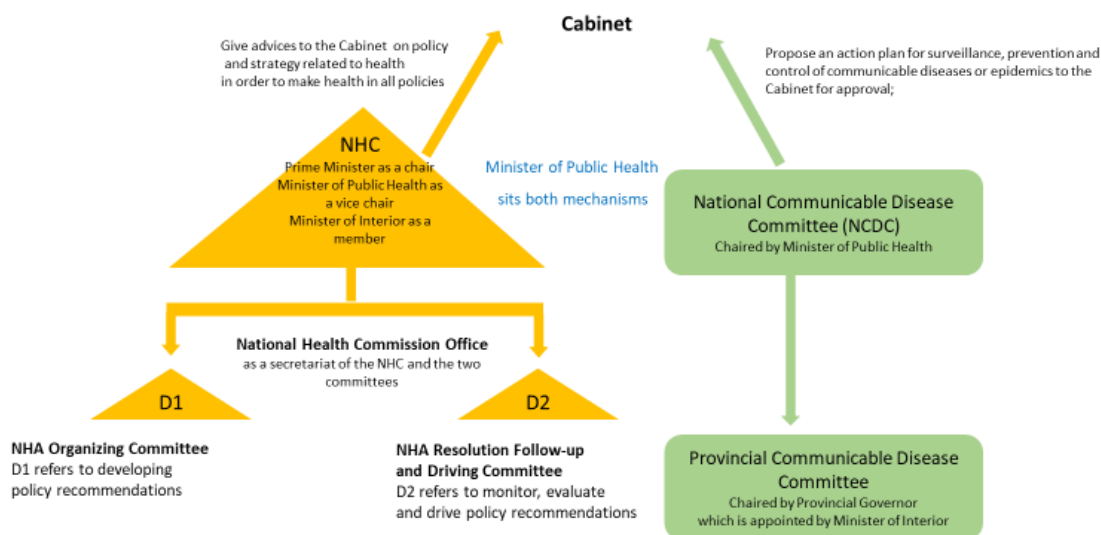 Cabinet
Give advices to the Cabinet on policy
and strategy related to health
in order to make health in all policies
Propose an action plan for surveillance, prevention and
control of communicable diseases or epidemics to the
Cabinet for approval;
NHC
Prime Minister as a chair
Minister of Public Health as
a vice chair
Minister of Interior as a
member
Minister of Public Health
sits both mechanisms
National Communicable Disease
Committee (NCDC)
Chaired by Minister of Public Health
National Health Commission Office
as a secretariat of the NHC and the two
committees
D1
NHA Organizing Committee
D1 refers to developing
policy recommendations
D2
NHA Resolution Follow-up
and Driving Committee
D2 refers to monitor, evaluate
and drive policy recommendations
Provincial Communicable Disease
Committee
Chaired by Provincial Governor
which is appointed by Minister of Interior